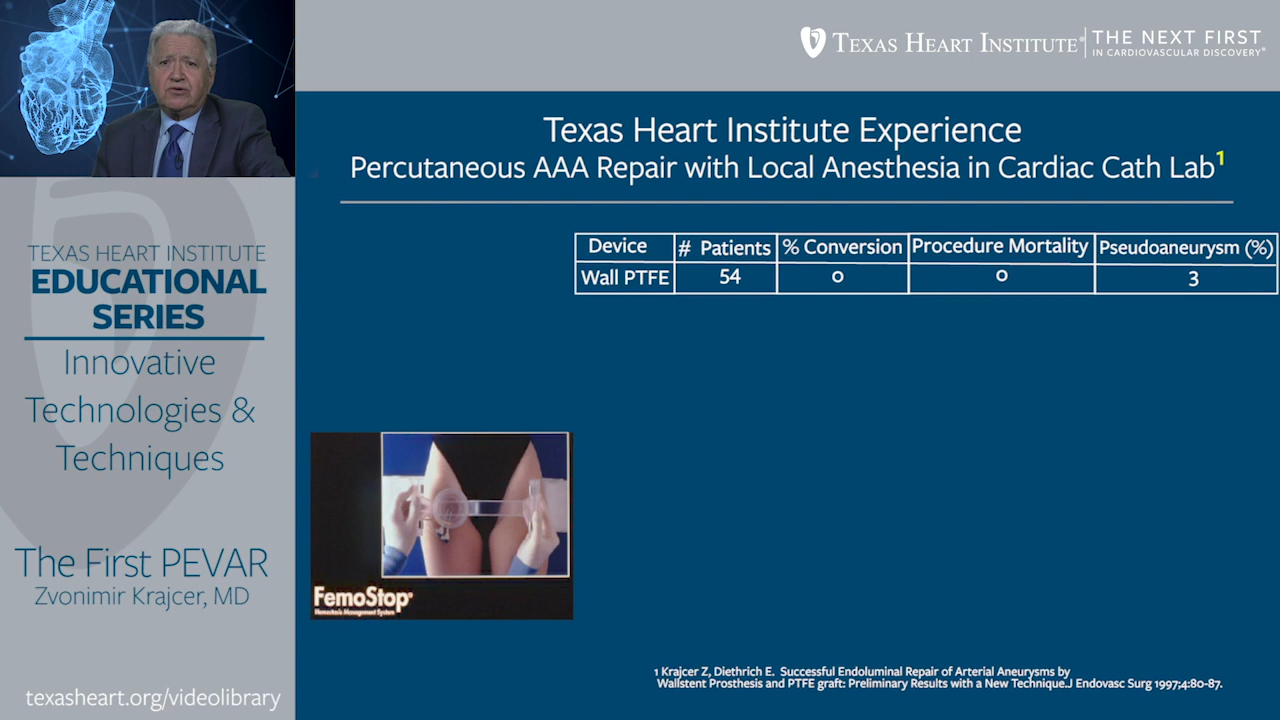 TEXAS HEART INSTITUTE® THE NEXT FIRST
IN CARDIOVASCULAR DISCOVERY®
TEXAS HEART INSTITUTE
EDUCATIONAL
SERIES
Innovative
Technologies &
Techniques
The First PEVAR
Zvonimir Krajcer, MD
texasheart.org/videolibrary
Texas Heart Institute Experience
Percutaneous AAA Repair with Local Anesthesia in Cardiac Cath Lab1
Device # Patients % Conversion Procedure Mortality Pseudoaneurysm (%)
Wall PTFE 54 0 0 3
FemoStop®
Hemostasis Management System
1 Krajcer Z, Diethrich E. Successful Endoluminal Repair of Arterial Aneurysms by
Wallstent Prosthesis and PTFE graft: Preliminary Results with a New Technique.J Endovasc Surg 1997;4:80-87.